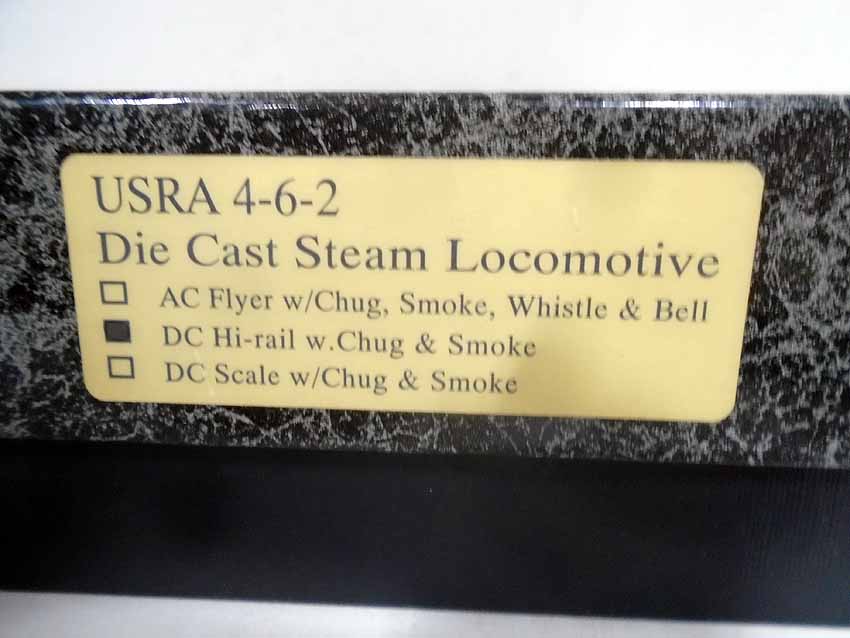 USRA 4-6-2
Die Cast Steam Locomotive
☐ AC Flyer w/Chug, Smoke, Whistle & Bell
■ DC Hi-rail w.Chug & Smoke
☐ DC Scale w/Chug & Smoke